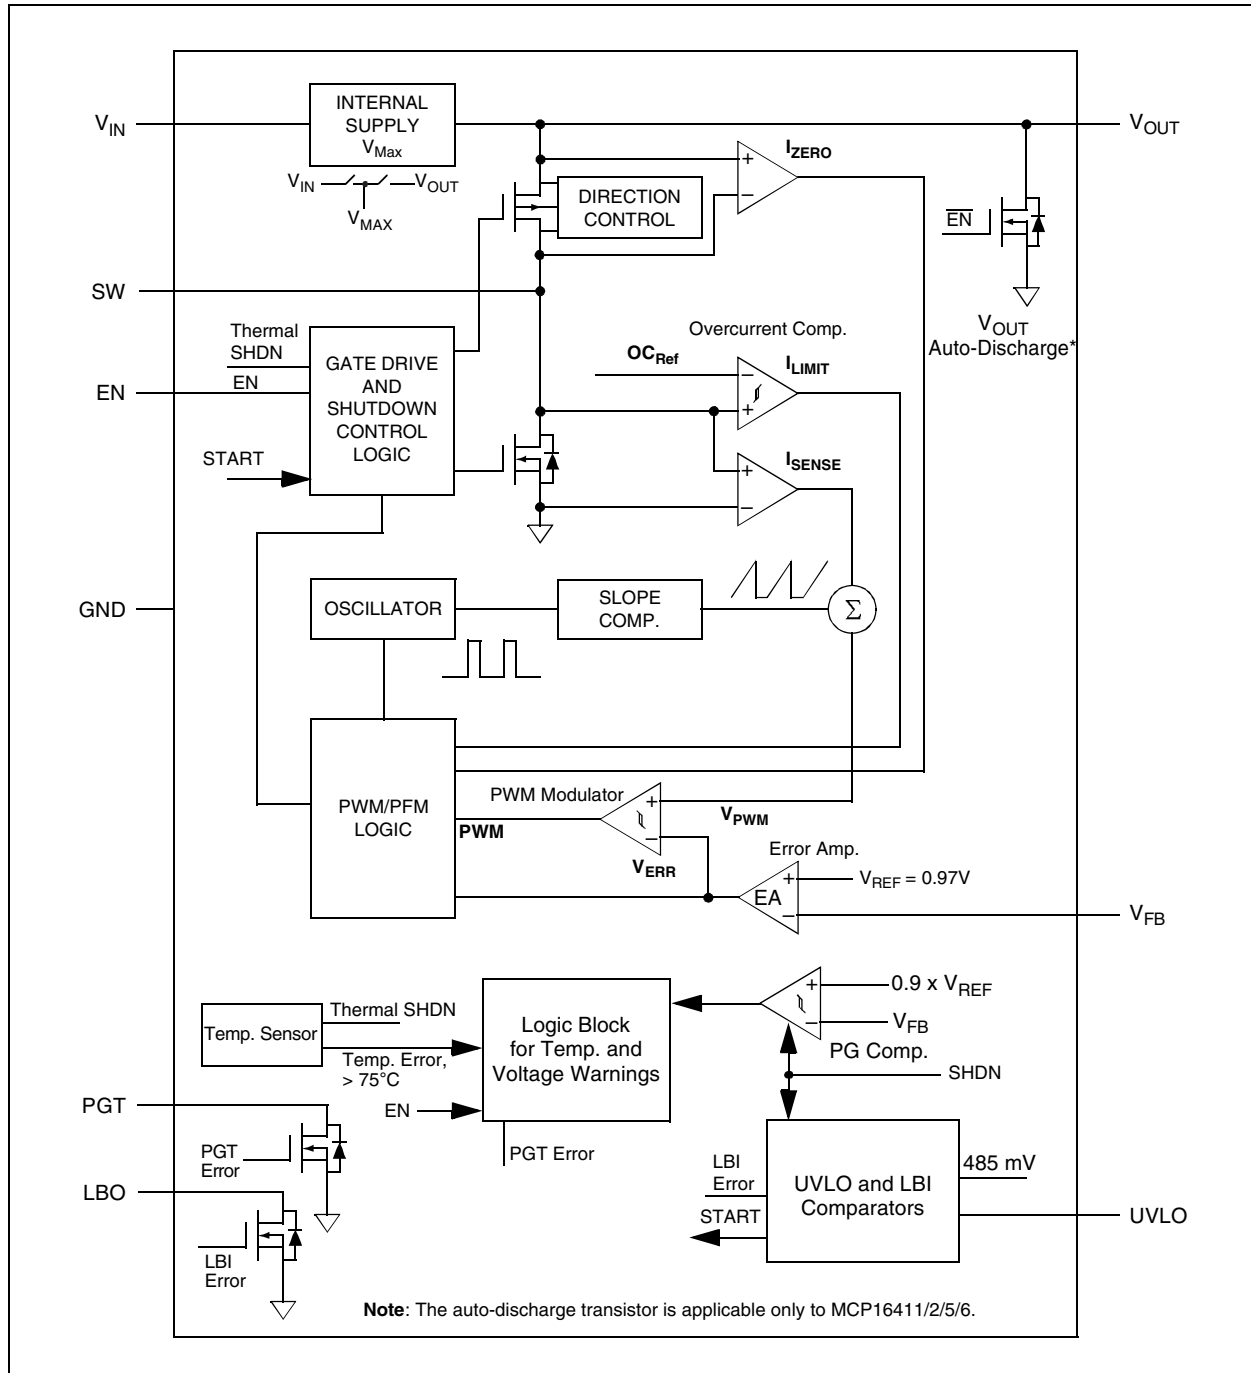 INTERNAL
SUPPLY
VMax
VIN
VOUT
VIN
VOUT
VMAX
IZERO
+
−
DIRECTION
CONTROL
EN
SW
VOUT
Auto-Discharge*
Thermal
SHDN
EN
EN
START
GATE DRIVE
AND
SHUTDOWN
CONTROL
LOGIC
Overcurrent Comp.
OCRef
ILIMIT
−
+
ISENSE
+
−
GND
OSCILLATOR
SLOPE
COMP.
Σ
PWM/PFM
LOGIC
PWM Modulator
PWM
+
−
VPWM
VERR
Error Amp.
EA
+
−
VREF = 0.97V
VFB
Temp. Sensor
Thermal SHDN
Temp. Error,
> 75°C
EN
Logic Block
for Temp. and
Voltage Warnings
PGT Error
+
−
0.9 x VREF
VFB
PG Comp.
SHDN
PGT
PGT
Error
LBO
LBI
Error
LBI
Error
START
UVLO and LBI
Comparators
485 mV
UVLO
Note: The auto-discharge transistor is applicable only to MCP16411/2/5/6.